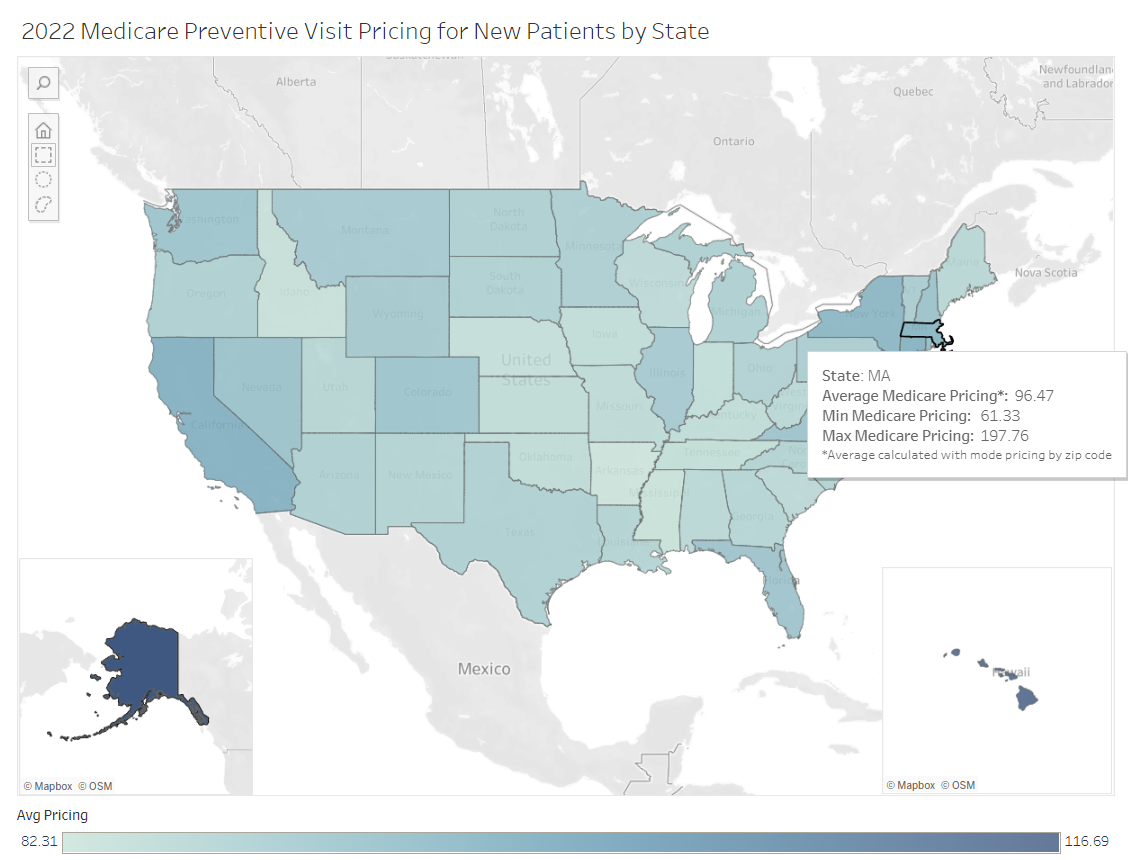 2022 Medicare Preventive Visit Pricing for New Patients by State
Alberta
Quebec
Newfoundlan
and Labrador
Ontario
Nova Scotia
Washington
Montana
North
Dakota
Minnesota
Maine
Oregon
Idaho
South
Dakota
Wisconsin
Michigan
New York
Wyoming
Iowa
United
States
Nevada
Utah
Colorado
Illinois
Ohio
California
Missouri
Kentucky
West
Virginia
Arizona
New Mexico
Oklahoma
Arkansas
Tennessee
Mississippi
Texas
Louisiana
Georgia
Florida
State: MA
Average Medicare Pricing*: 96.47
Min Medicare Pricing: 61.33
Max Medicare Pricing: 197.76
*Average calculated with mode pricing by zip code
Mexico
Hawaii
© Mapbox © OSM
© Mapbox © OSM
Avg Pricing
82.31
116.69